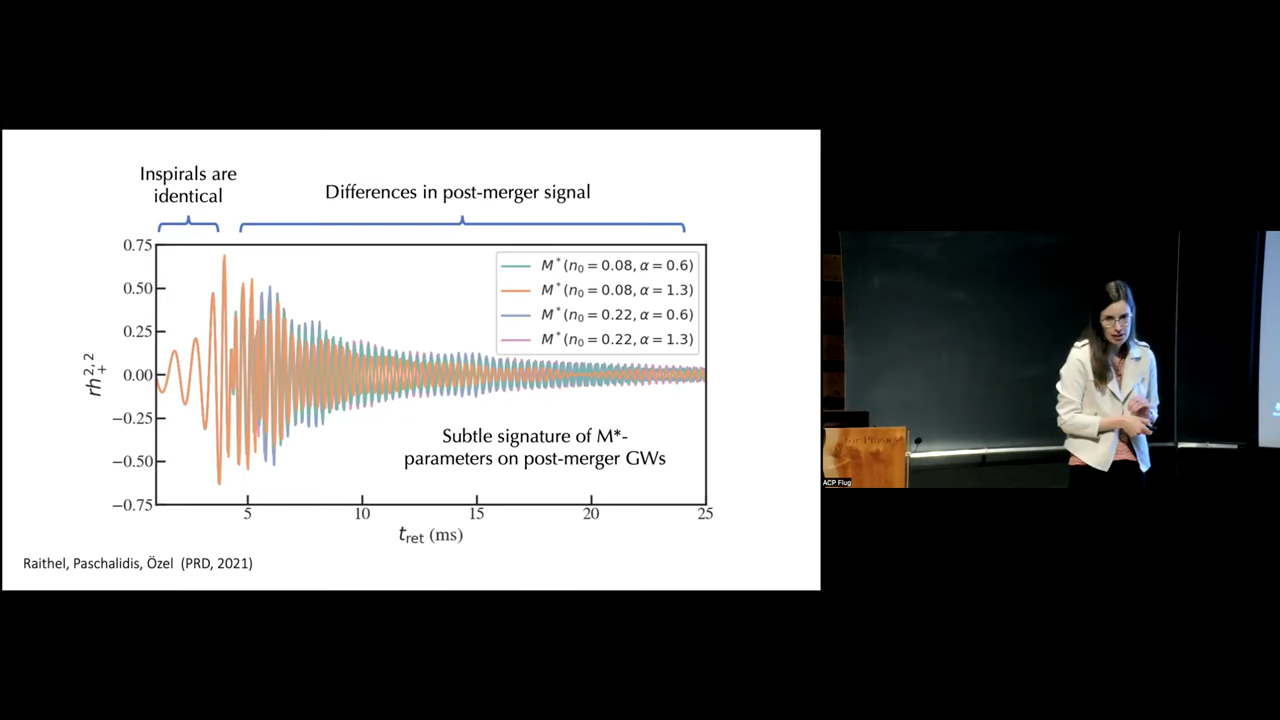 Inspirals are
identical
Differences in post-merger signal
0.75
0.50
0.25
0.00
−0.25
−0.50
−0.75
rh₊²,²
M*(n₀ = 0.08, α = 0.6)
M*(n₀ = 0.08, α = 1.3)
M*(n₀ = 0.22, α = 0.6)
M*(n₀ = 0.22, α = 1.3)
Subtle signature of M*-
parameters on post-merger GWs
5 10 15 20 25
t_ret (ms)
Raithel, Paschalidis, Özel (PRD, 2021)
for Physics
ACP Flug